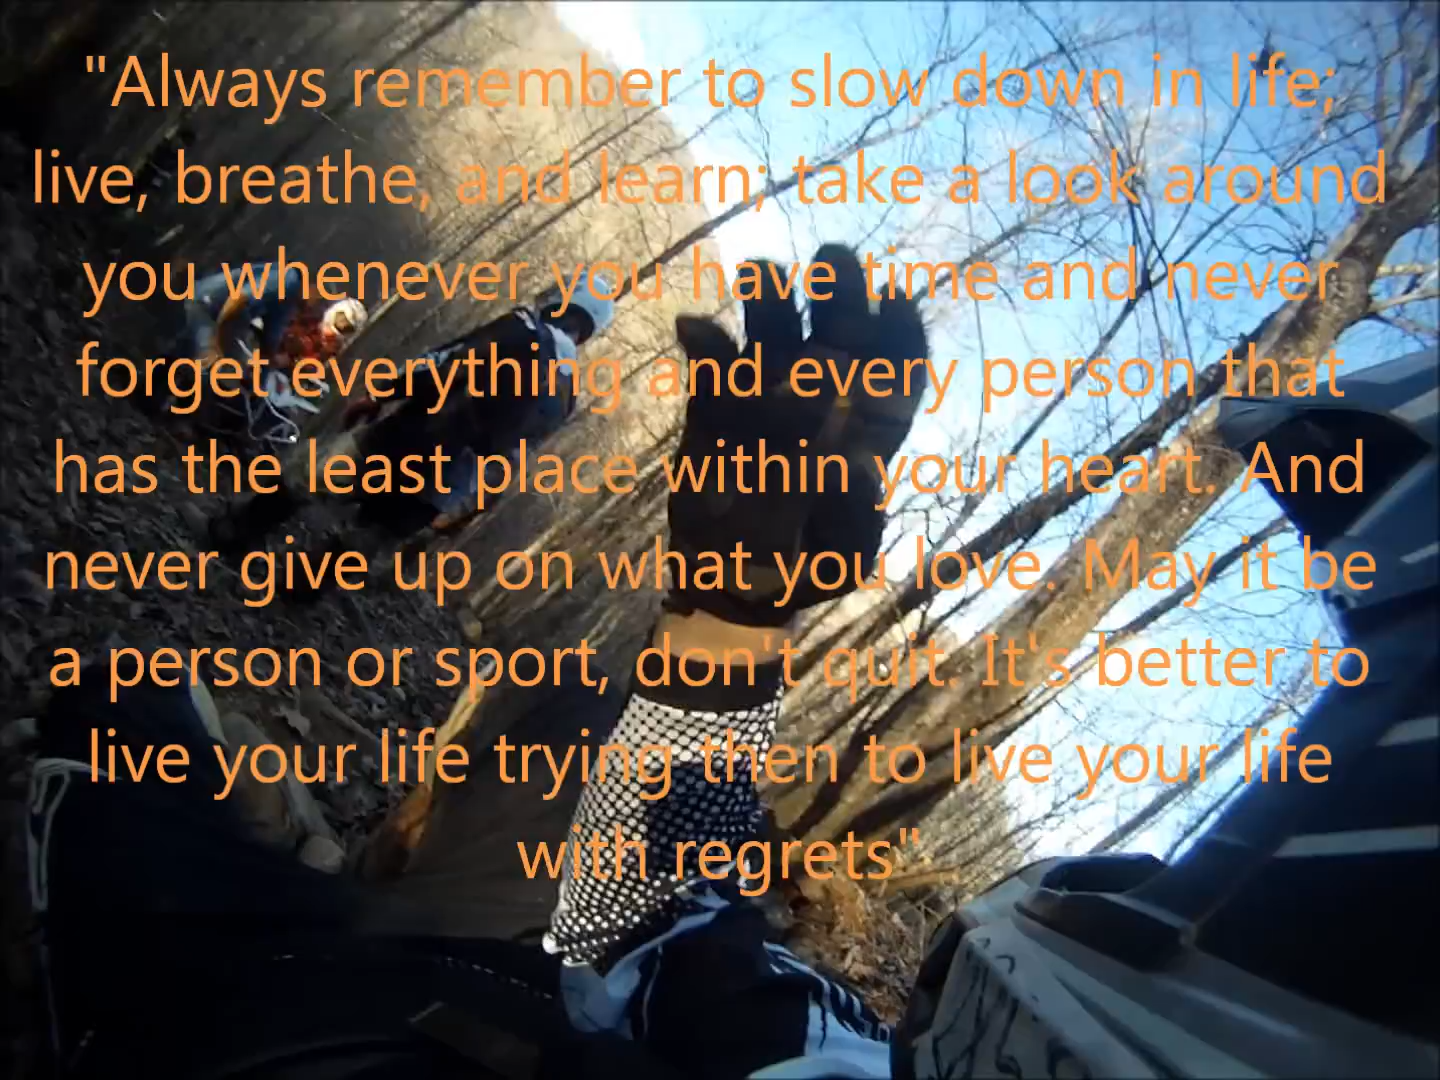 "Always remember to slow down in life;
live, breathe, and learn; take a look around
you whenever you have time and never
forget everything and every person that
has the least place within your heart. And
never give up on what you love. May it be
a person or sport, don't quit. It's better to
live your life trying then to live your life
with regrets"